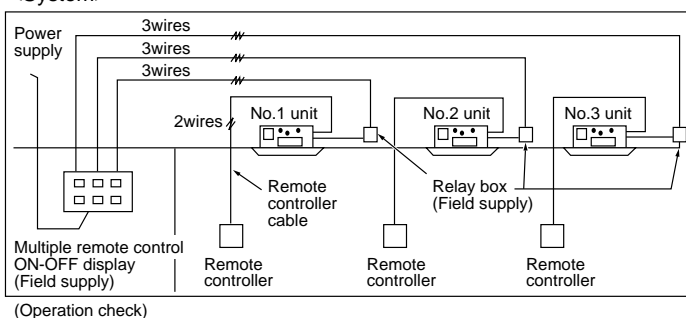 Power
supply
3wires
3wires
3wires
2wires
No.1 unit
No.2 unit
No.3 unit
Remote
controller
cable
Relay box
(Field supply)
Multiple remote control
ON-OFF display
(Field supply)
Remote
controller
Remote
controller
Remote
controller
(Operation check)